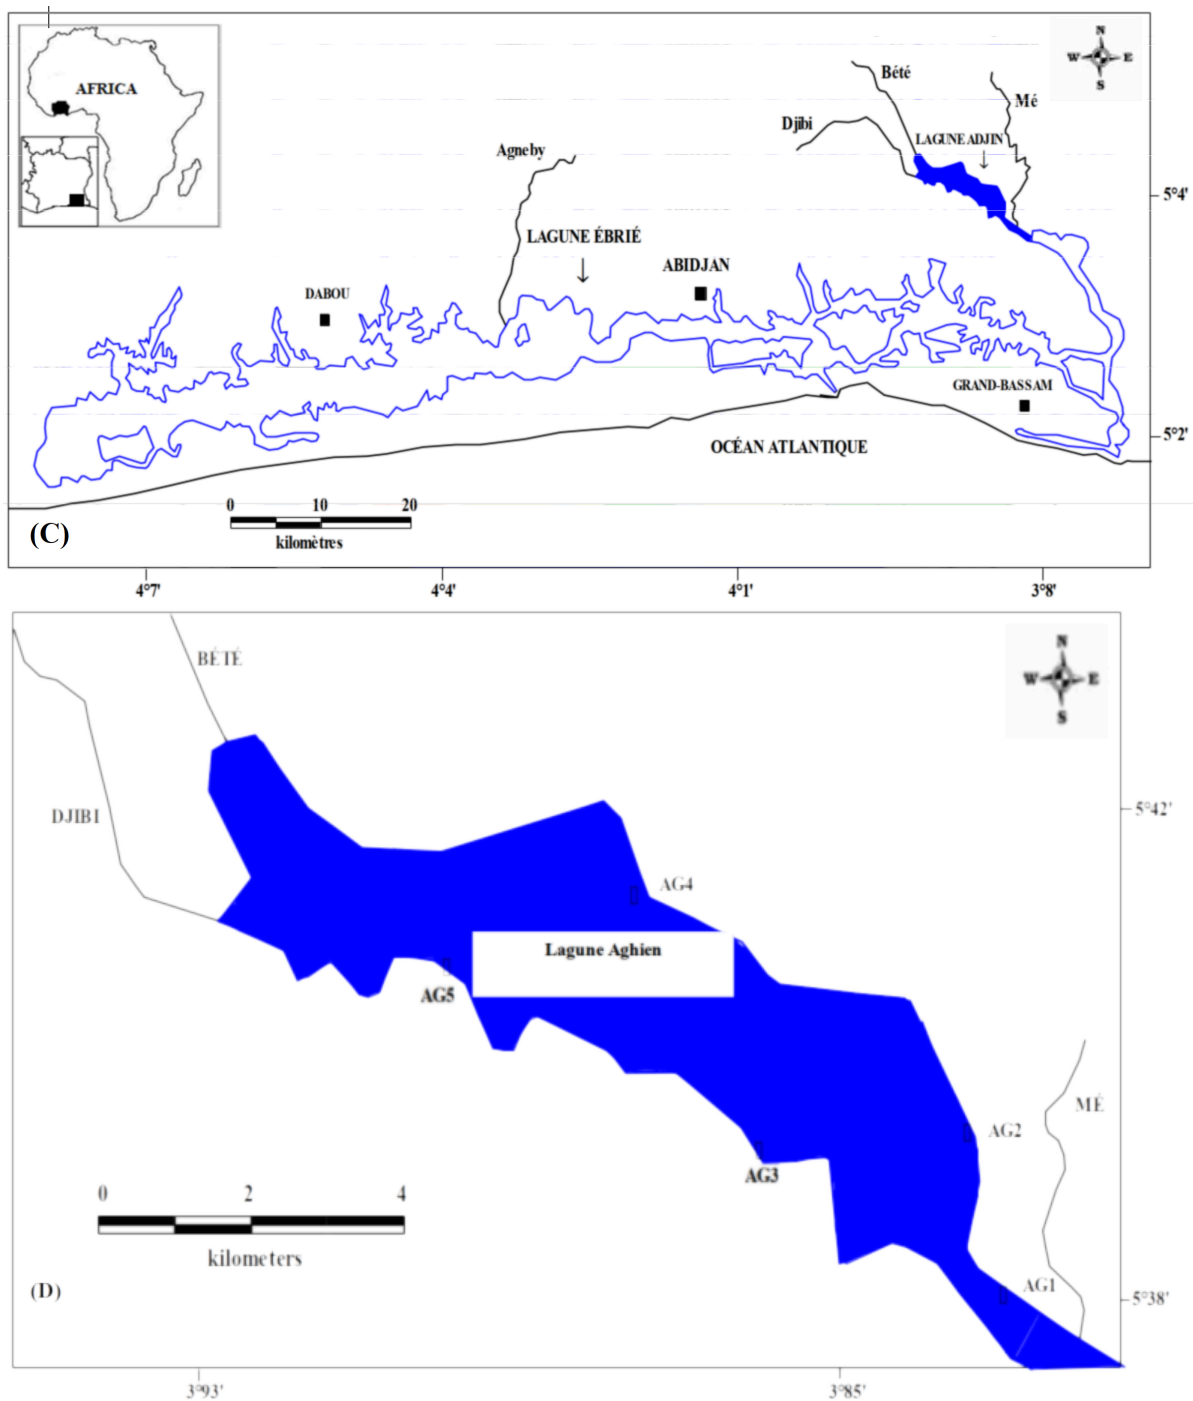 AFRICA
N
W E
S
Bété
Mé
Djibi
LAGUNE ADJIN
Agneby
5°4'
LAGUNE ÉBRIÉ
ABIDJAN
DABOU
GRAND-BASSAM
5°2'
OCÉAN ATLANTIQUE
0 10 20
kilomètres
(C)
4°7' 4°4' 4°1' 3°8'
N
W E
S
BÉTÉ
5°42'
DJIBI
AG4
Lagune Aghien
AG5
MÉ
AG2
AG3
0 2 4
kilometers
AG1
(D)
5°38'
3°93' 3°85'